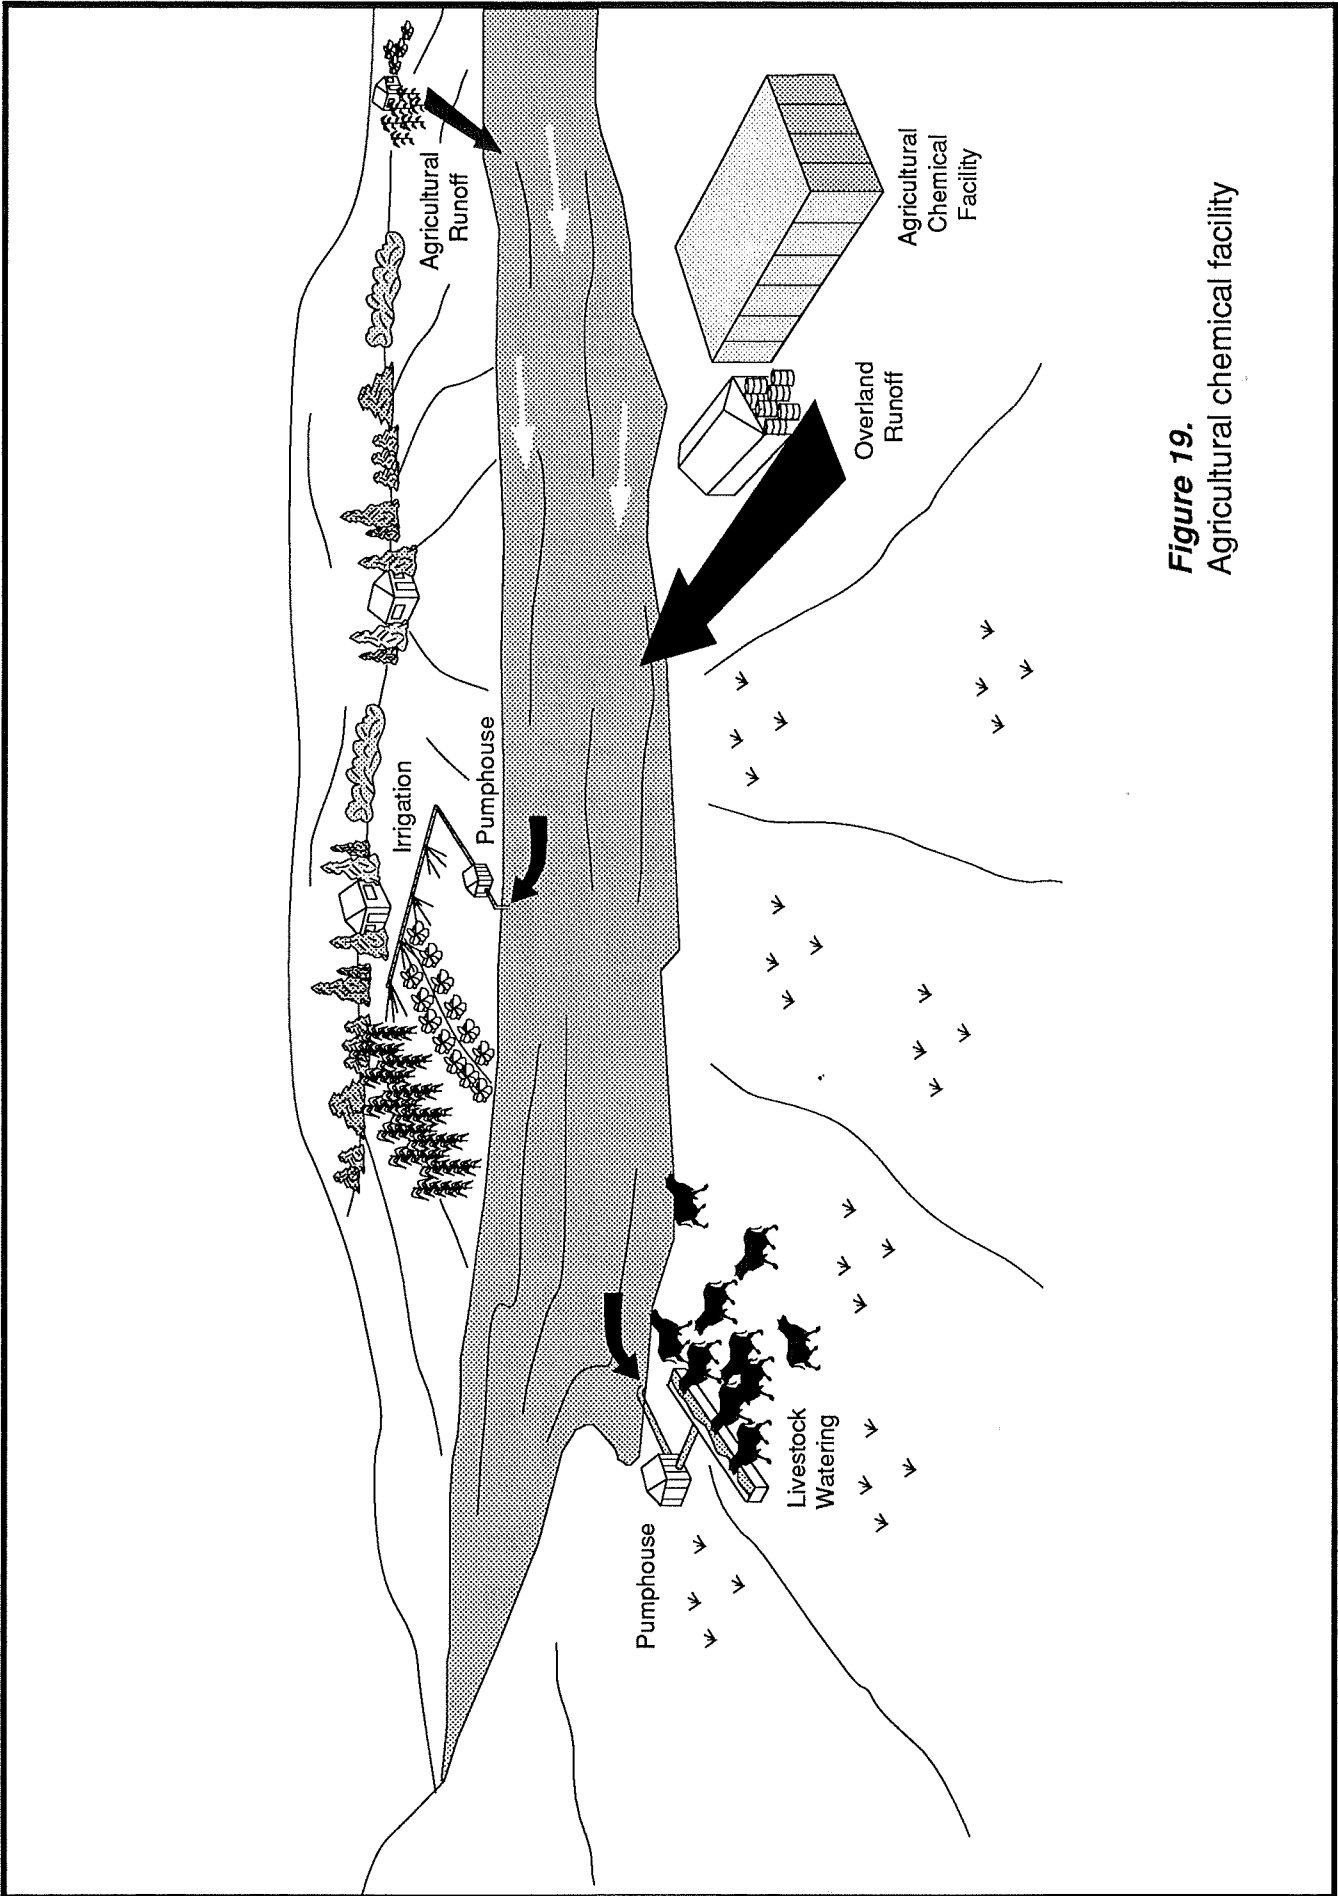 Agricultural
Runoff
Irrigation
Pumphouse
Agricultural
Chemical
Facility
Overland
Runoff
Pumphouse
Livestock
Watering
Figure 19.
Agricultural chemical facility